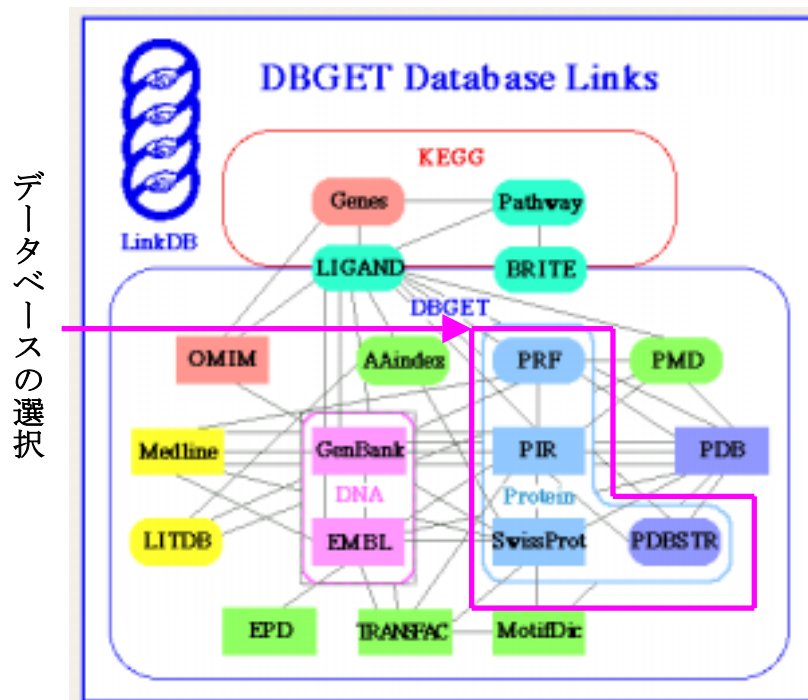 DBGET Database Links
データベースの選択
LinkDB
KEGG
Genes
Pathway
LIGAND
BRITE
DBGET
OMIM
AAindex
PRF
PMD
Medline
GenBank
PIR
PDB
DNA
Protein
LITDB
EMBL
SwissProt
PDBSTR
EPD
TRANSFAC
MotifDic